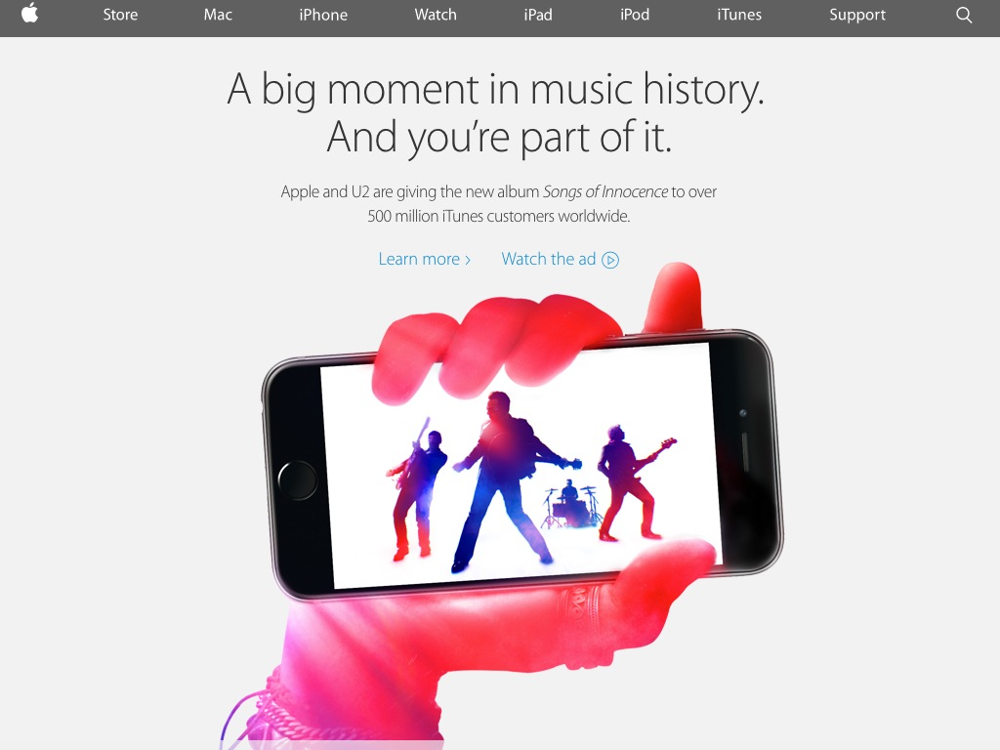 Store Mac iPhone Watch iPad iPod iTunes Support
A big moment in music history.
And you’re part of it.
Apple and U2 are giving the new album Songs of Innocence to over
500 million iTunes customers worldwide.
Learn more › Watch the ad